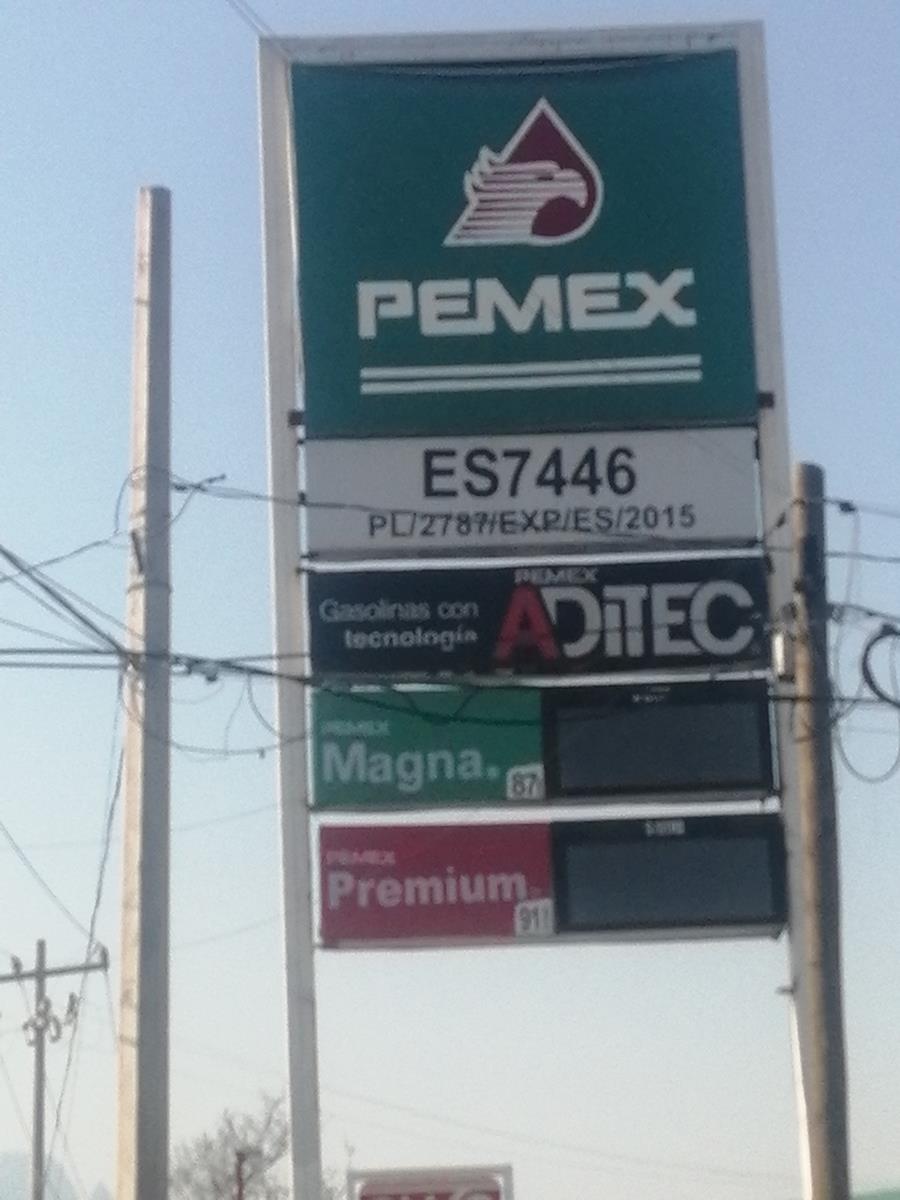 PEMEX
ES7446
PL/2787/EXP/ES/2015
PEMEX
Gasolinas con
tecnología
ADiTEC
PEMEX
Magna.
87
PEMEX
Premium
91